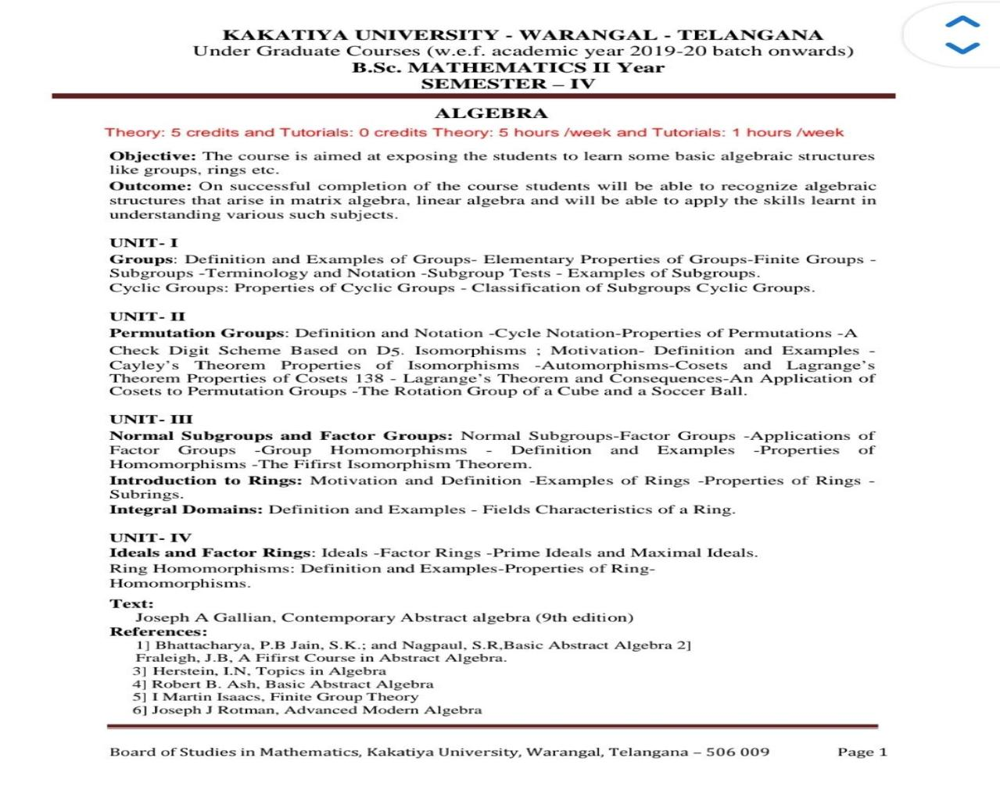 KAKATIYA UNIVERSITY - WARANGAL - TELANGANA
Under Graduate Courses (w.e.f. academic year 2019-20 batch onwards)
B.Sc. MATHEMATICS II Year
SEMESTER – IV
ALGEBRA
Theory: 5 credits and Tutorials: 0 credits Theory: 5 hours /week and Tutorials: 1 hours /week
Objective: The course is aimed at exposing the students to learn some basic algebraic structures
like groups, rings etc.
Outcome: On successful completion of the course students will be able to recognize algebraic
structures that arise in matrix algebra, linear algebra and will be able to apply the skills learnt in
understanding various such subjects.
UNIT- I
Groups: Definition and Examples of Groups- Elementary Properties of Groups-Finite Groups -
Subgroups -Terminology and Notation -Subgroup Tests - Examples of Subgroups.
Cyclic Groups: Properties of Cyclic Groups - Classification of Subgroups Cyclic Groups.
UNIT- II
Permutation Groups: Definition and Notation -Cycle Notation-Properties of Permutations -A
Check Digit Scheme Based on D5. Isomorphisms ; Motivation- Definition and Examples -
Cayley's Theorem Properties of Isomorphisms -Automorphisms-Cosets and Lagrange's
Theorem Properties of Cosets 138 - Lagrange's Theorem and Consequences-An Application of
Cosets to Permutation Groups -The Rotation Group of a Cube and a Soccer Ball.
UNIT- III
Normal Subgroups and Factor Groups: Normal Subgroups-Factor Groups -Applications of
Factor Groups -Group Homomorphisms - Definition and Examples -Properties of
Homomorphisms -The Fifirst Isomorphism Theorem.
Introduction to Rings: Motivation and Definition -Examples of Rings -Properties of Rings -
Subrings.
Integral Domains: Definition and Examples - Fields Characteristics of a Ring.
UNIT- IV
Ideals and Factor Rings: Ideals -Factor Rings -Prime Ideals and Maximal Ideals.
Ring Homomorphisms: Definition and Examples-Properties of Ring-
Homomorphisms.
Text:
Joseph A Gallian, Contemporary Abstract algebra (9th edition)
References:
1] Bhattacharya, P.B Jain, S.K.; and Nagpaul, S.R,Basic Abstract Algebra 2]
Fraleigh, J.B, A Fifirst Course in Abstract Algebra.
3] Herstein, I.N, Topics in Algebra
4] Robert B. Ash, Basic Abstract Algebra
5] I Martin Isaacs, Finite Group Theory
6] Joseph J Rotman, Advanced Modern Algebra
Board of Studies in Mathematics, Kakatiya University, Warangal, Telangana – 506 009 Page 1